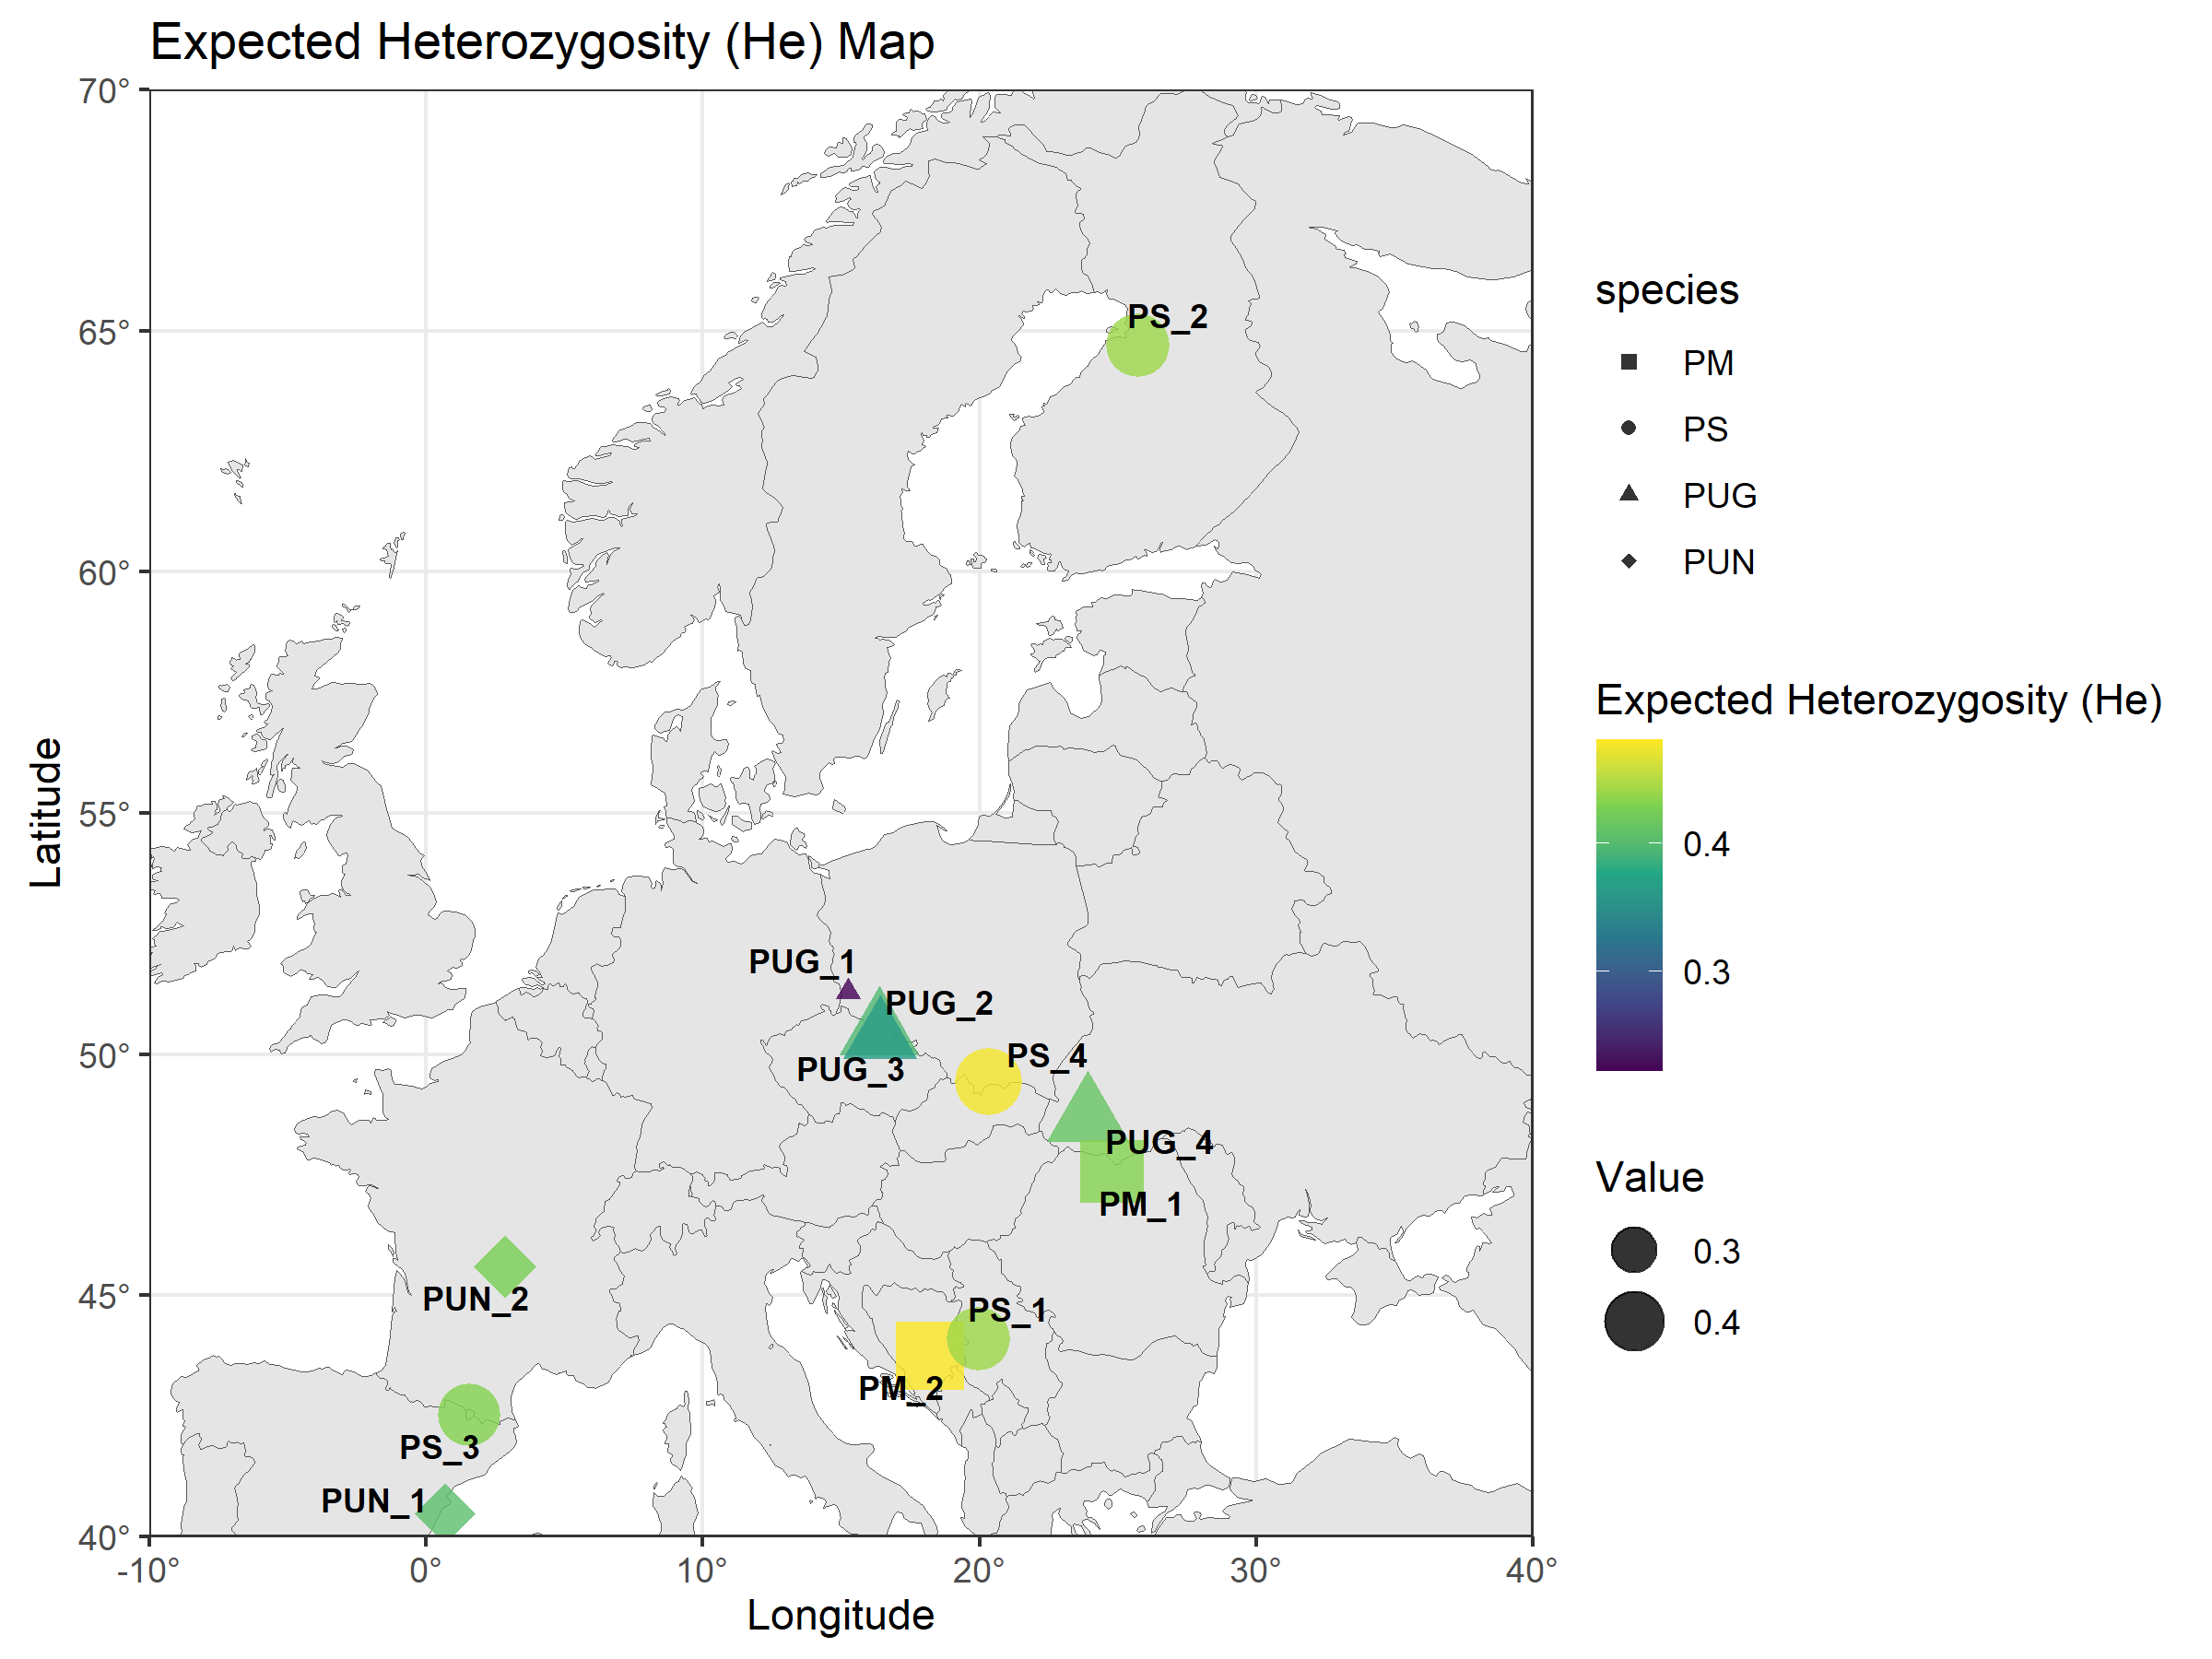 Expected Heterozygosity (He) Map
70°
65°
60°
55°
50°
45°
40°
Latitude
-10°
0°
10°
20°
30°
40°
Longitude
PS_2
PUG_1
PUG_2
PUG_3
PS_4
PUG_4
PM_1
PUN_2
PS_1
PM_2
PS_3
PUN_1
species
PM
PS
PUG
PUN
Expected Heterozygosity (He)
0.4
0.3
Value
0.3
0.4